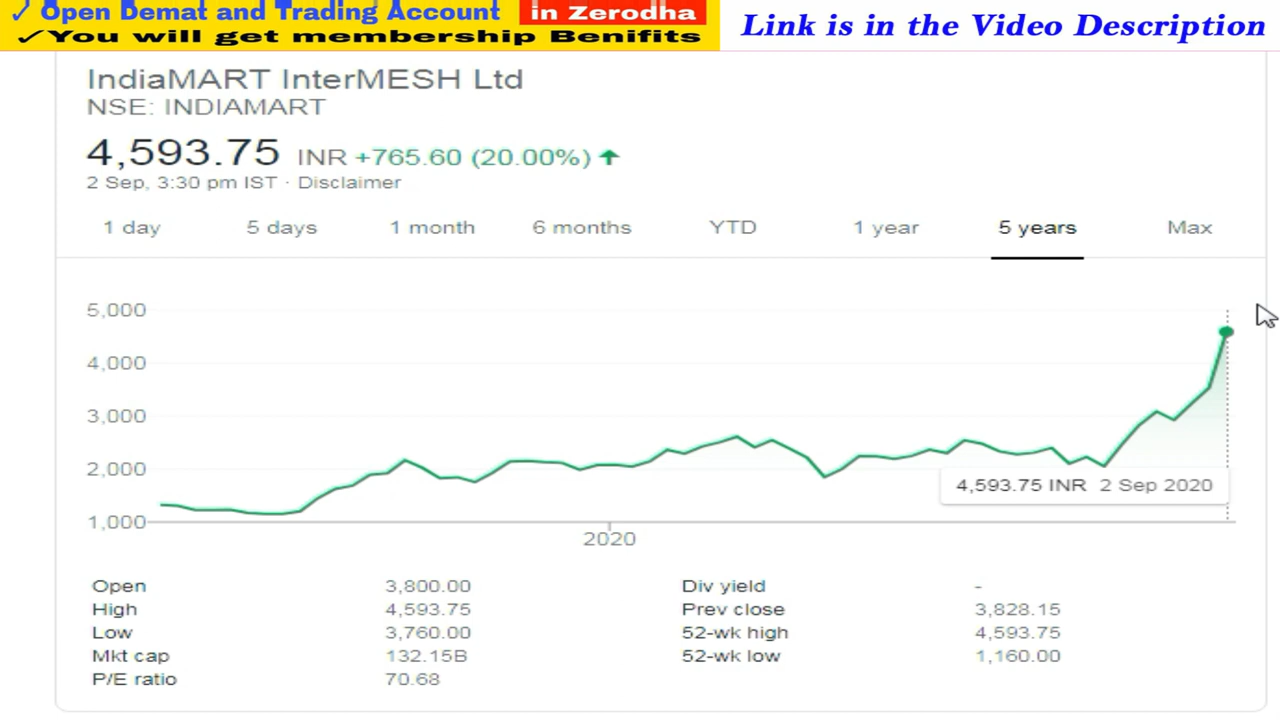 ✓ Open Demat and Trading Account in Zerodha
✓You will get membership Benifits
Link is in the Video Description
IndiaMART InterMESH Ltd
NSE: INDIAMART
4,593.75 INR +765.60 (20.00%) ↑
2 Sep, 3:30 pm IST · Disclaimer
1 day 5 days 1 month 6 months YTD 1 year 5 years Max
5,000
4,000
3,000
2,000
1,000
4,593.75 INR 2 Sep 2020
2020
Open 3,800.00 Div yield -
High 4,593.75 Prev close 3,828.15
Low 3,760.00 52-wk high 4,593.75
Mkt cap 132.15B 52-wk low 1,160.00
P/E ratio 70.68